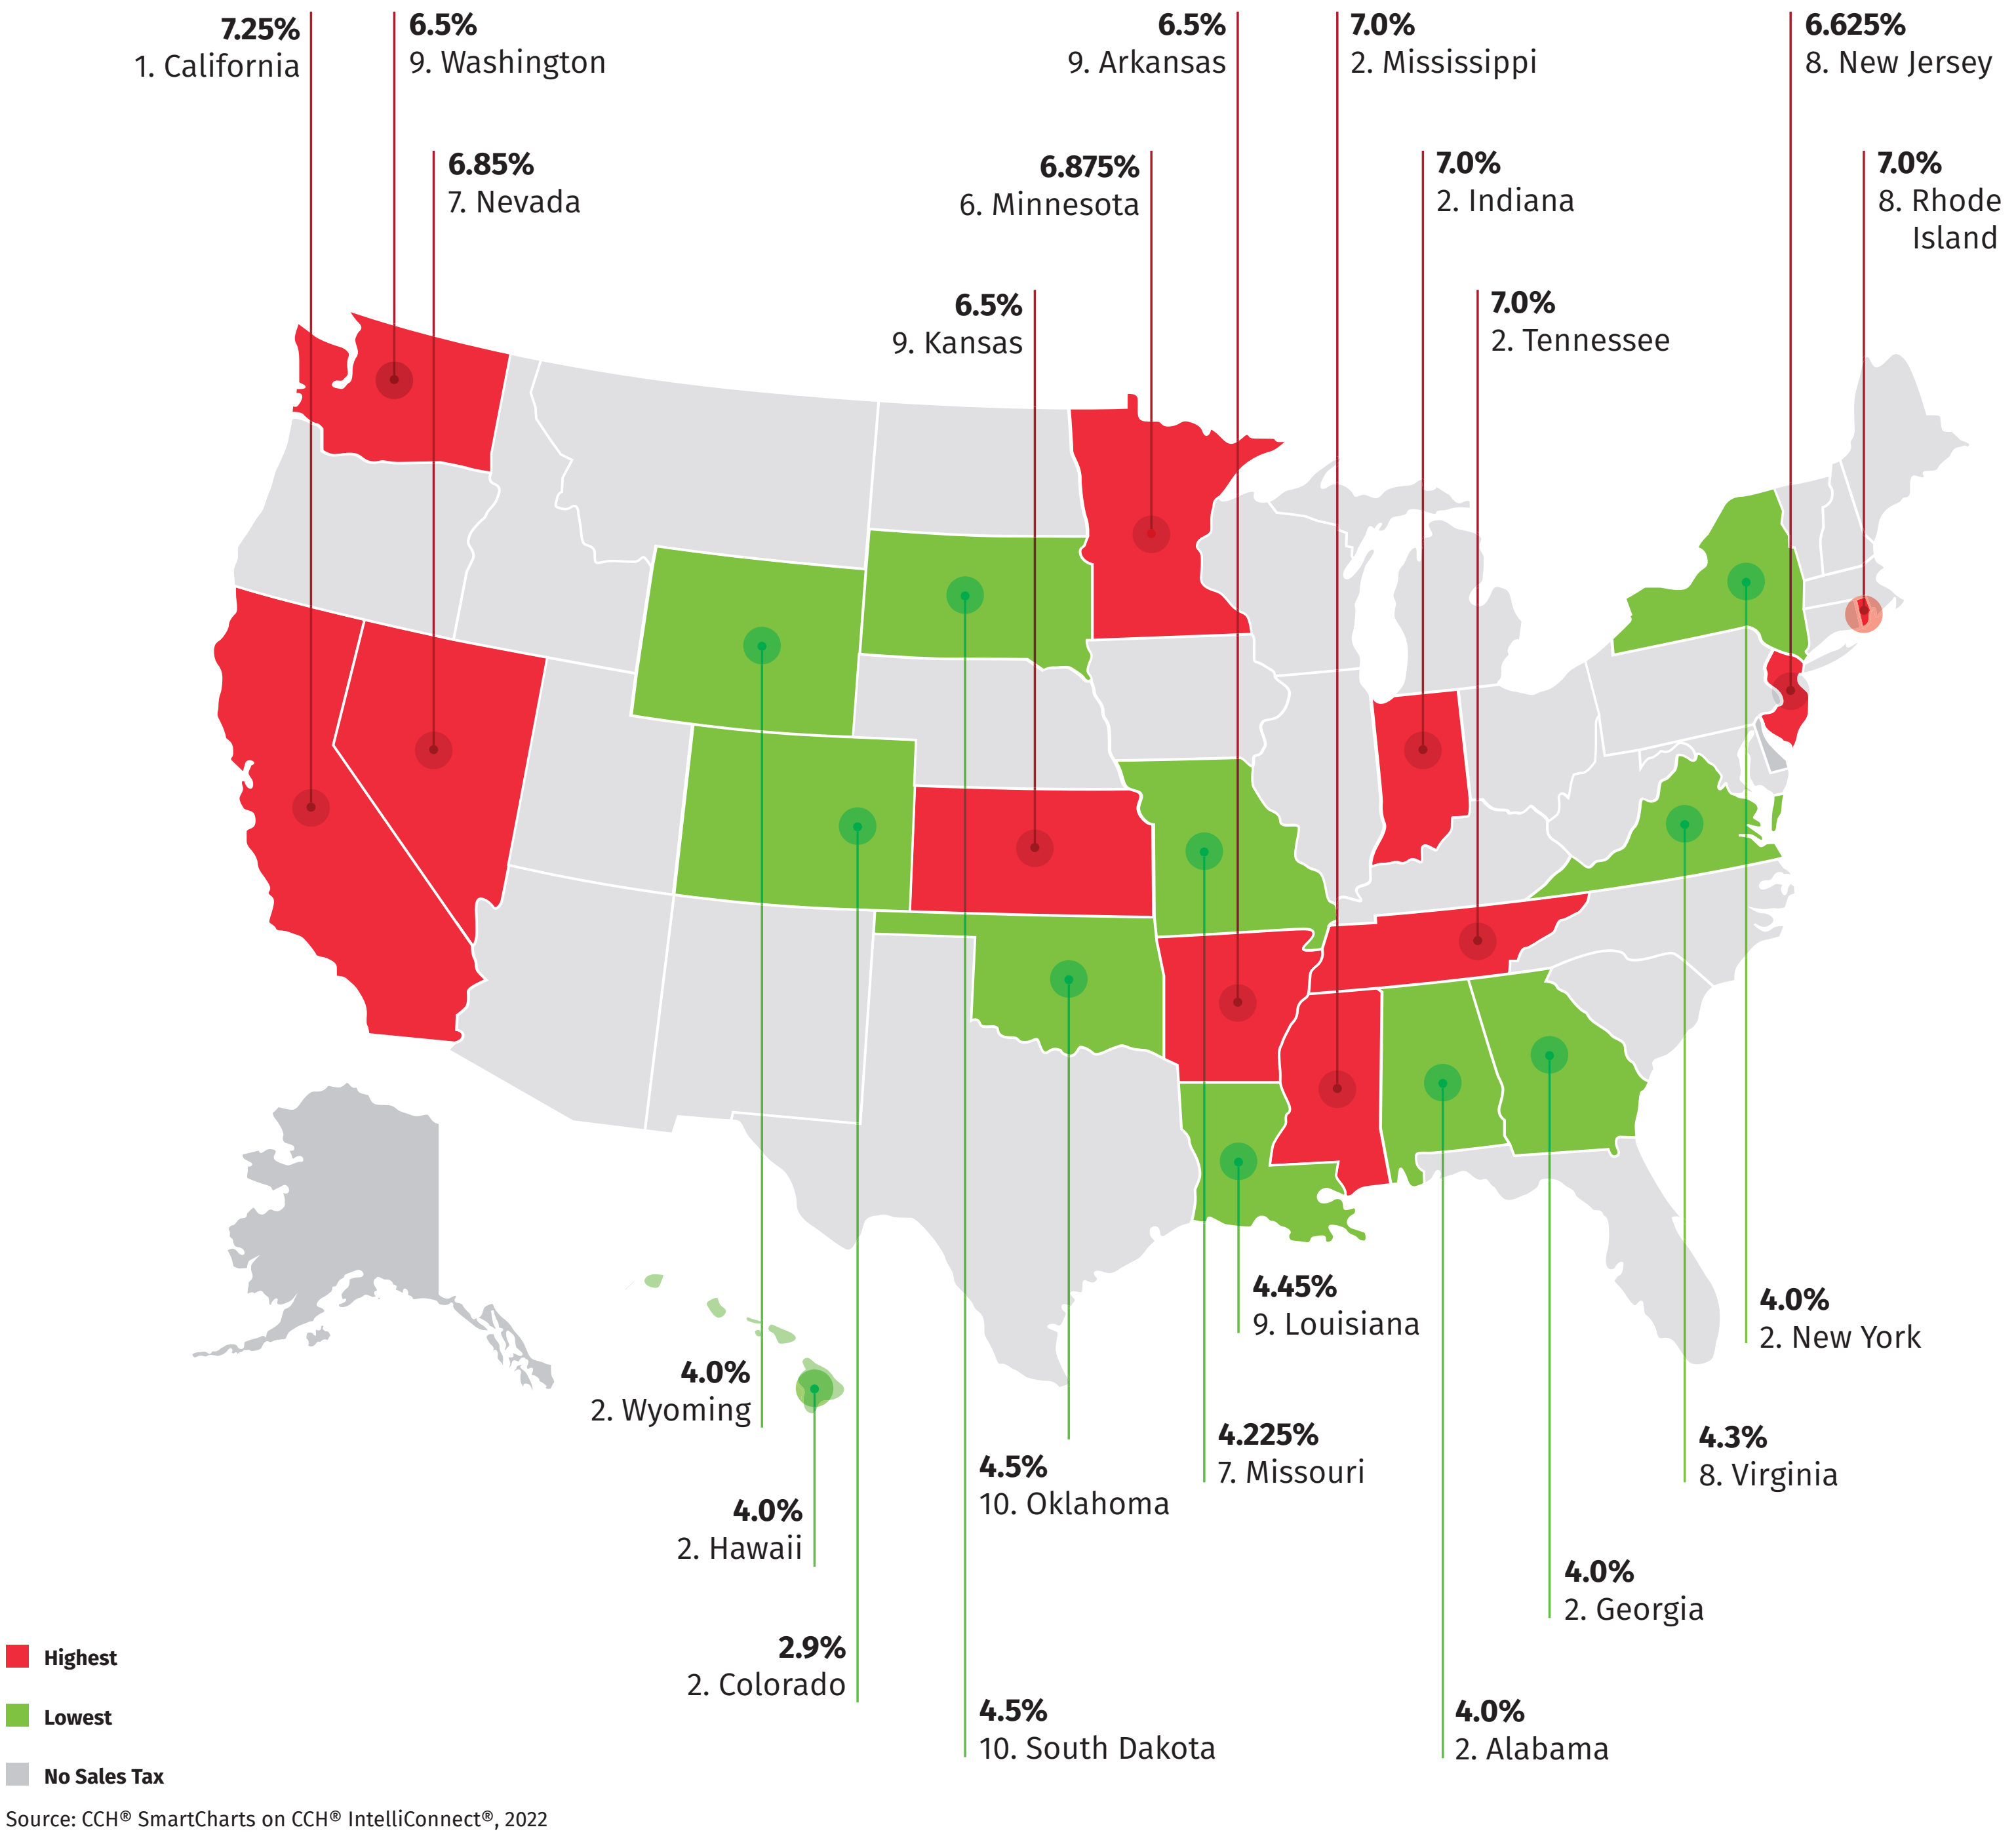 7.25%
1. California
6.5%
9. Washington
6.5%
9. Arkansas
7.0%
2. Mississippi
6.625%
8. New Jersey
6.85%
7. Nevada
6.875%
6. Minnesota
7.0%
2. Indiana
7.0%
8. Rhode
Island
6.5%
9. Kansas
7.0%
2. Tennessee
4.45%
9. Louisiana
4.0%
2. New York
4.0%
2. Wyoming
4.225%
7. Missouri
4.3%
8. Virginia
4.5%
10. Oklahoma
4.0%
2. Hawaii
4.0%
2. Georgia
2.9%
2. Colorado
4.5%
10. South Dakota
4.0%
2. Alabama
Highest
Lowest
No Sales Tax
Source: CCH® SmartCharts on CCH® IntelliConnect®, 2022